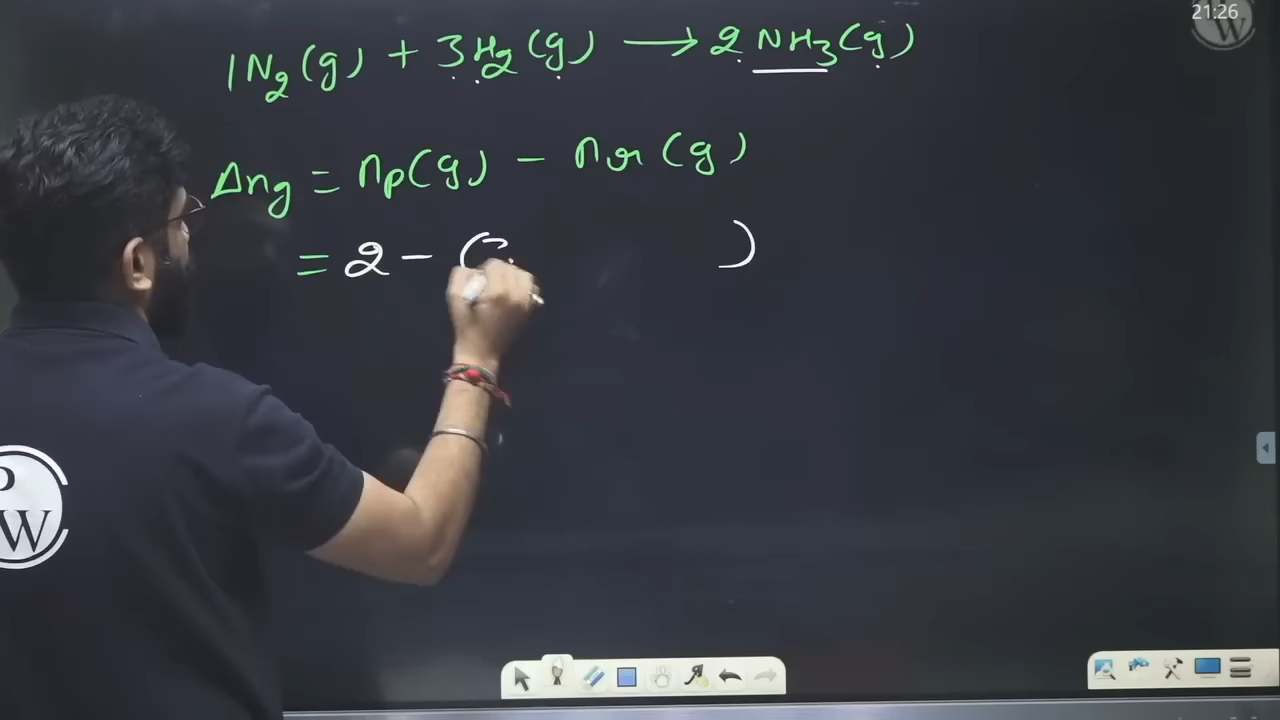 21:26
1N₂(g) + 3H₂(g) ⟶ 2NH₃(g)
Δng = np(g) − nr(g)
= 2 − ( )
P
W